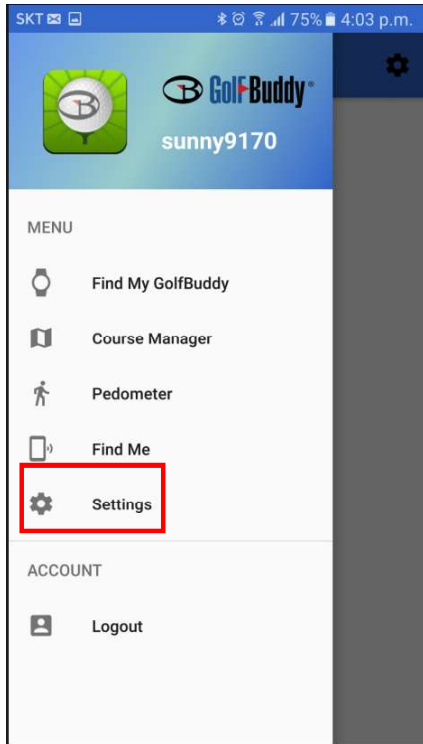 SKT 75% 4:03 p.m.
B GolfBuddy®
B
sunny9170
MENU
Find My GolfBuddy
Course Manager
Pedometer
Find Me
Settings
ACCOUNT
Logout